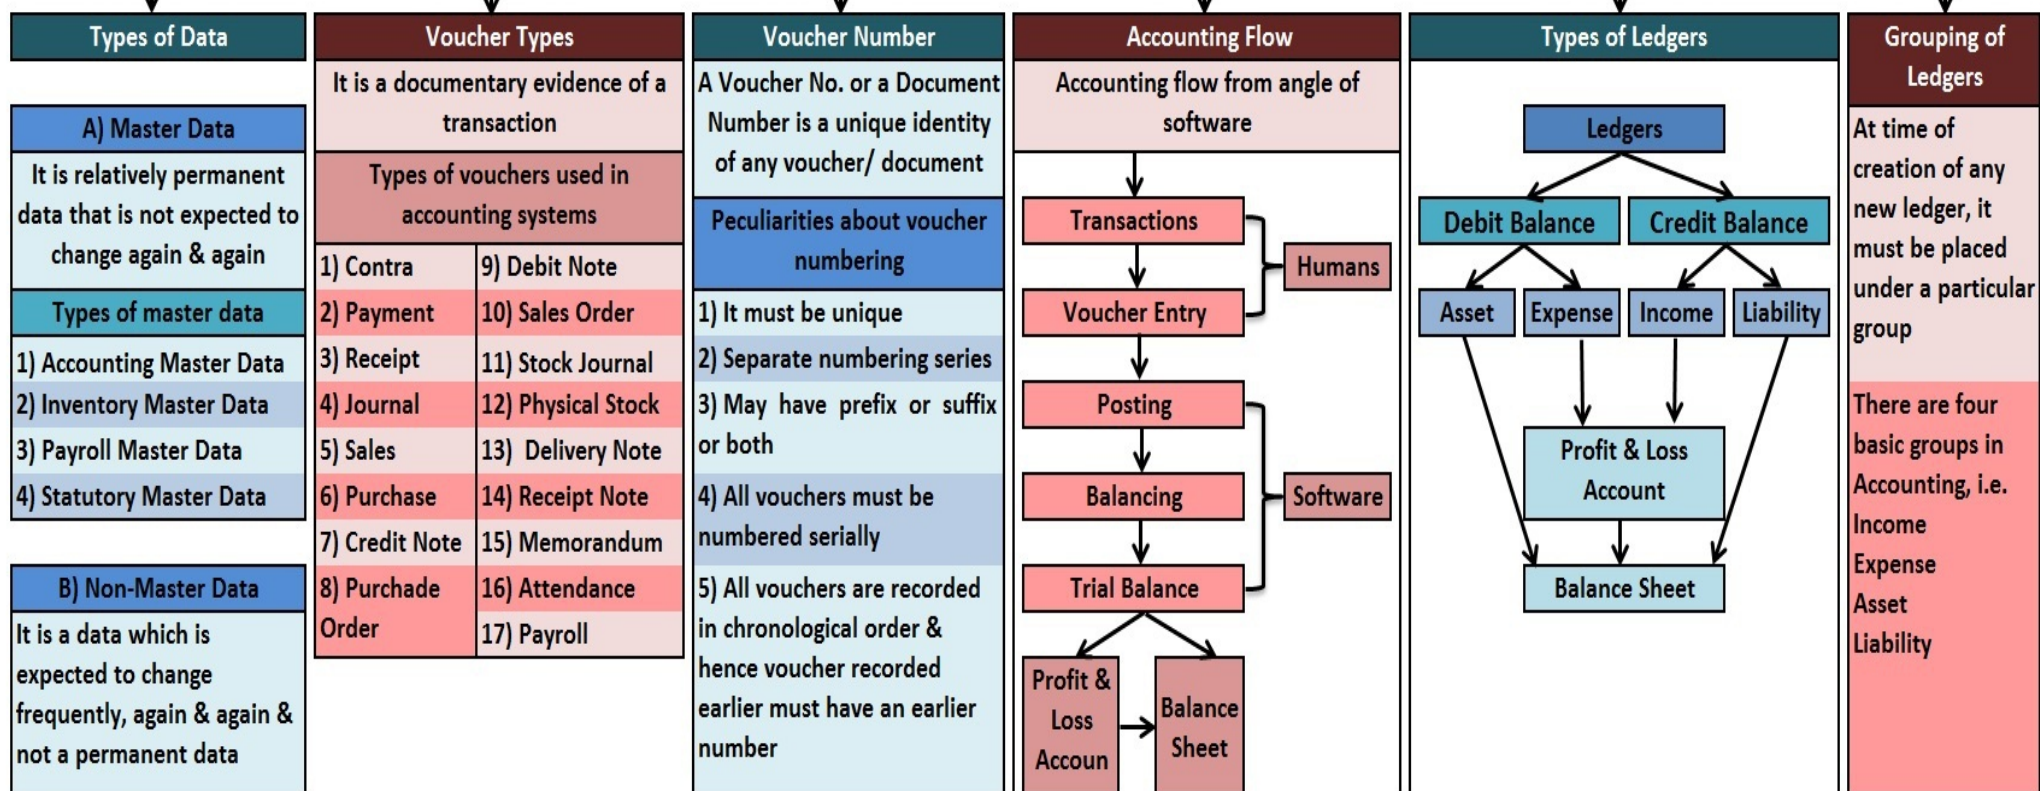 Types of Data
A) Master Data
It is relatively permanent
data that is not expected to
change again & again
Types of master data
1) Accounting Master Data
2) Inventory Master Data
3) Payroll Master Data
4) Statutory Master Data
B) Non-Master Data
It is a data which is
expected to change
frequently, again & again &
not a permanent data
Voucher Types
It is a documentary evidence of a
transaction
Types of vouchers used in
accounting systems
1) Contra
2) Payment
3) Receipt
4) Journal
5) Sales
6) Purchase
7) Credit Note
8) Purchade
Order
9) Debit Note
10) Sales Order
11) Stock Journal
12) Physical Stock
13) Delivery Note
14) Receipt Note
15) Memorandum
16) Attendance
17) Payroll
Voucher Number
A Voucher No. or a Document
Number is a unique identity
of any voucher/ document
Peculiarities about voucher
numbering
1) It must be unique
2) Separate numbering series
3) May have prefix or suffix
or both
4) All vouchers must be
numbered serially
5) All vouchers are recorded
in chronological order &
hence voucher recorded
earlier must have an earlier
number
Accounting Flow
Accounting flow from angle of
software
Transactions
Humans
Voucher Entry
Posting
Balancing
Software
Trial Balance
Profit &
Loss
Accoun
Balance
Sheet
Types of Ledgers
Ledgers
Debit Balance
Credit Balance
Asset
Expense
Income
Liability
Profit & Loss
Account
Balance Sheet
Grouping of
Ledgers
At time of
creation of any
new ledger, it
must be placed
under a particular
group
There are four
basic groups in
Accounting, i.e.
Income
Expense
Asset
Liability